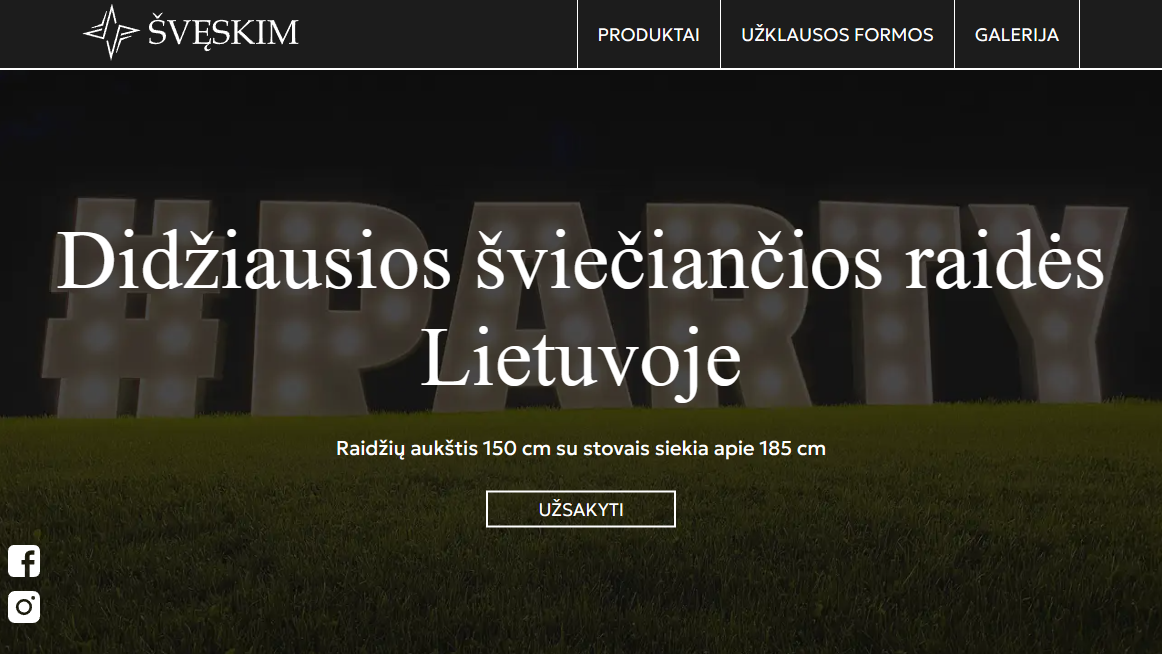 ŠVĘSKIM
PRODUKTAI
UŽKLAUSOS FORMOS
GALERIJA
#PARTY
Didžiausios šviečiančios raidės
Lietuvoje
Raidžių aukštis 150 cm su stovais siekia apie 185 cm
UŽSAKYTI